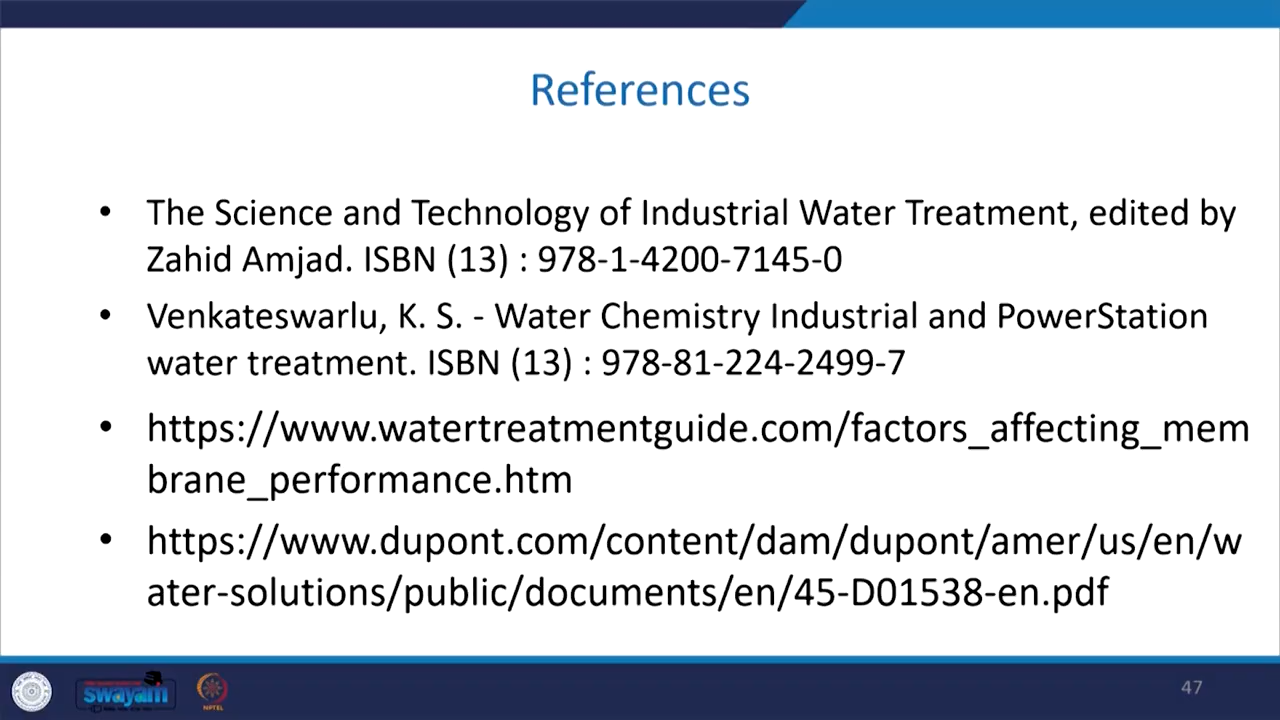 References
• The Science and Technology of Industrial Water Treatment, edited by
Zahid Amjad. ISBN (13) : 978-1-4200-7145-0
• Venkateswarlu, K. S. - Water Chemistry Industrial and PowerStation
water treatment. ISBN (13) : 978-81-224-2499-7
• https://www.watertreatmentguide.com/factors_affecting_mem
brane_performance.htm
• https://www.dupont.com/content/dam/dupont/amer/us/en/w
ater-solutions/public/documents/en/45-D01538-en.pdf
swayam
NPTEL
47